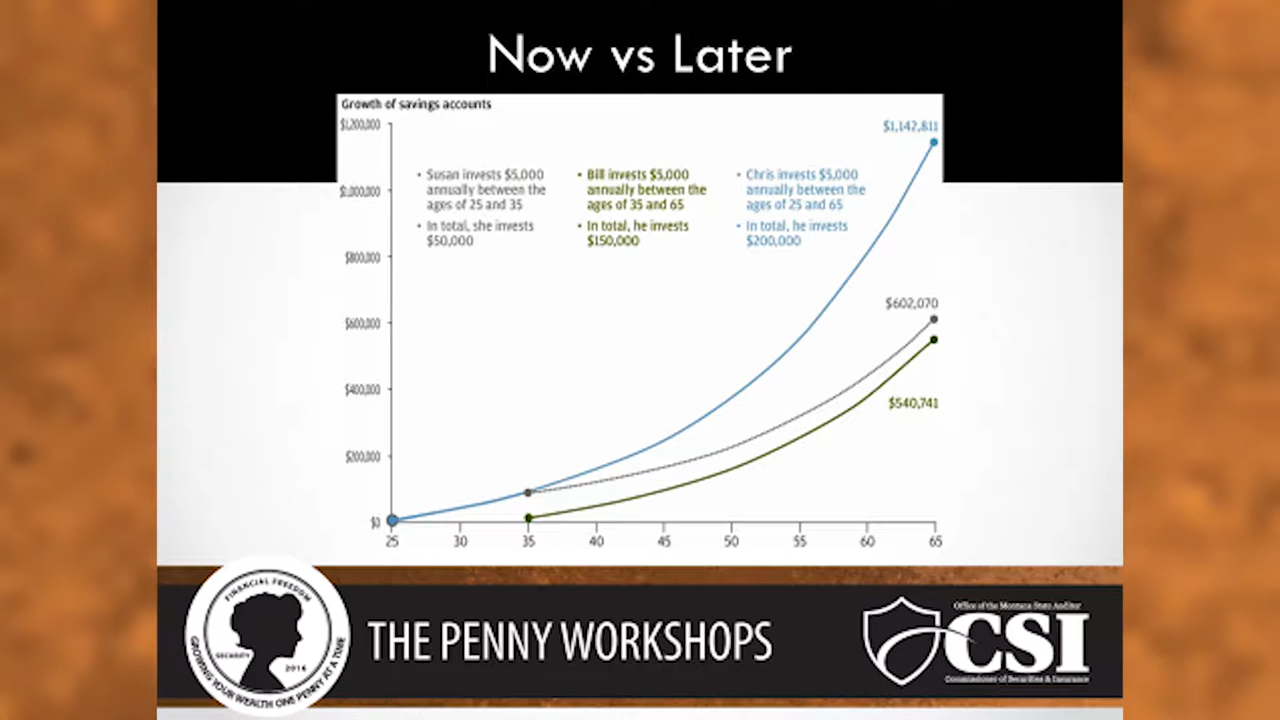 Now vs Later
Growth of savings accounts
$1,200,000
$1,142,811
• Susan invests $5,000
annually between the
ages of 25 and 35
• In total, she invests
$50,000
• Bill invests $5,000
annually between the
ages of 35 and 65
• In total, he invests
$150,000
• Chris invests $5,000
annually between the
ages of 25 and 65
• In total, he invests
$200,000
$1,000,000
$800,000
$602,070
$600,000
$400,000
$540,741
$200,000
$0
25 30 35 40 45 50 55 60 65
FINANCIAL FREEDOM
SECURITY
2016
GROWING YOUR WEALTH ONE PENNY AT A TIME
THE PENNY WORKSHOPS
Office of the Montana State Auditor
CSI
Commissioner of Securities & Insurance